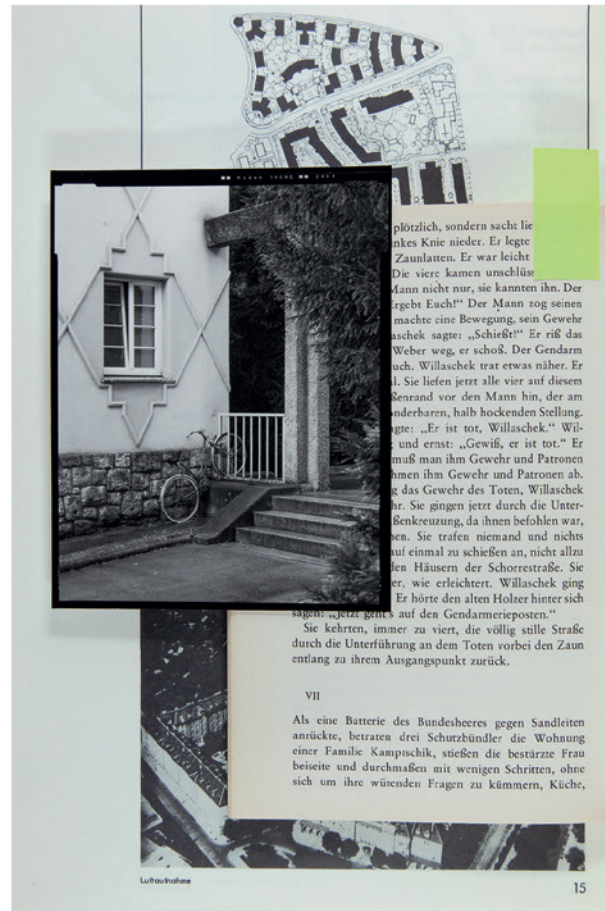 Kodak 100NC
plötzlich, sondern sacht lie
nkes Knie nieder. Er legte
Zaunlatten. Er war leicht
Die viere kamen unschlüss
Mann nicht nur, sie kannten ihn. Der
Ergebt Euch!“ Der Mann zog seinen
machte eine Bewegung, sein Gewehr
aschek sagte: „Schießt!“ Er riß das
Weber weg, er schoß. Der Gendarm
uch. Willaschek trat etwas näher. Er
l. Sie liefen jetzt alle vier auf diesem
ßenrand vor den Mann hin, der am
onderbaren, halb hockenden Stellung.
gte: „Er ist tot, Willaschek.“ Wil-
und ernst: „Gewiß, er ist tot.“ Er
muß man ihm Gewehr und Patronen
hmen ihm Gewehr und Patronen ab.
g das Gewehr des Toten, Willaschek
hr. Sie gingen jetzt durch die Unter-
ßenkreuzung, da ihnen befohlen war,
en. Sie trafen niemand und nichts
auf einmal zu schießen an, nicht allzu
den Häusern der Schorrestraße. Sie
er, wie erleichtert. Willaschek ging
Er hörte den alten Holzer hinter sich
sagen: „Jetzt geht's auf den Gendarmerieposten.“
Sie kehrten, immer zu viert, die völlig stille Straße
durch die Unterführung an dem Toten vorbei den Zaun
entlang zu ihrem Ausgangspunkt zurück.
VII
Als eine Batterie des Bundesheeres gegen Sandleiten
anrückte, betraten drei Schutzbündler die Wohnung
einer Familie Kamptschik, stießen die bestürzte Frau
beiseite und durchmaßen mit wenigen Schritten, ohne
sich um ihre wütenden Fragen zu kümmern, Küche,
Luftaufnahme
15